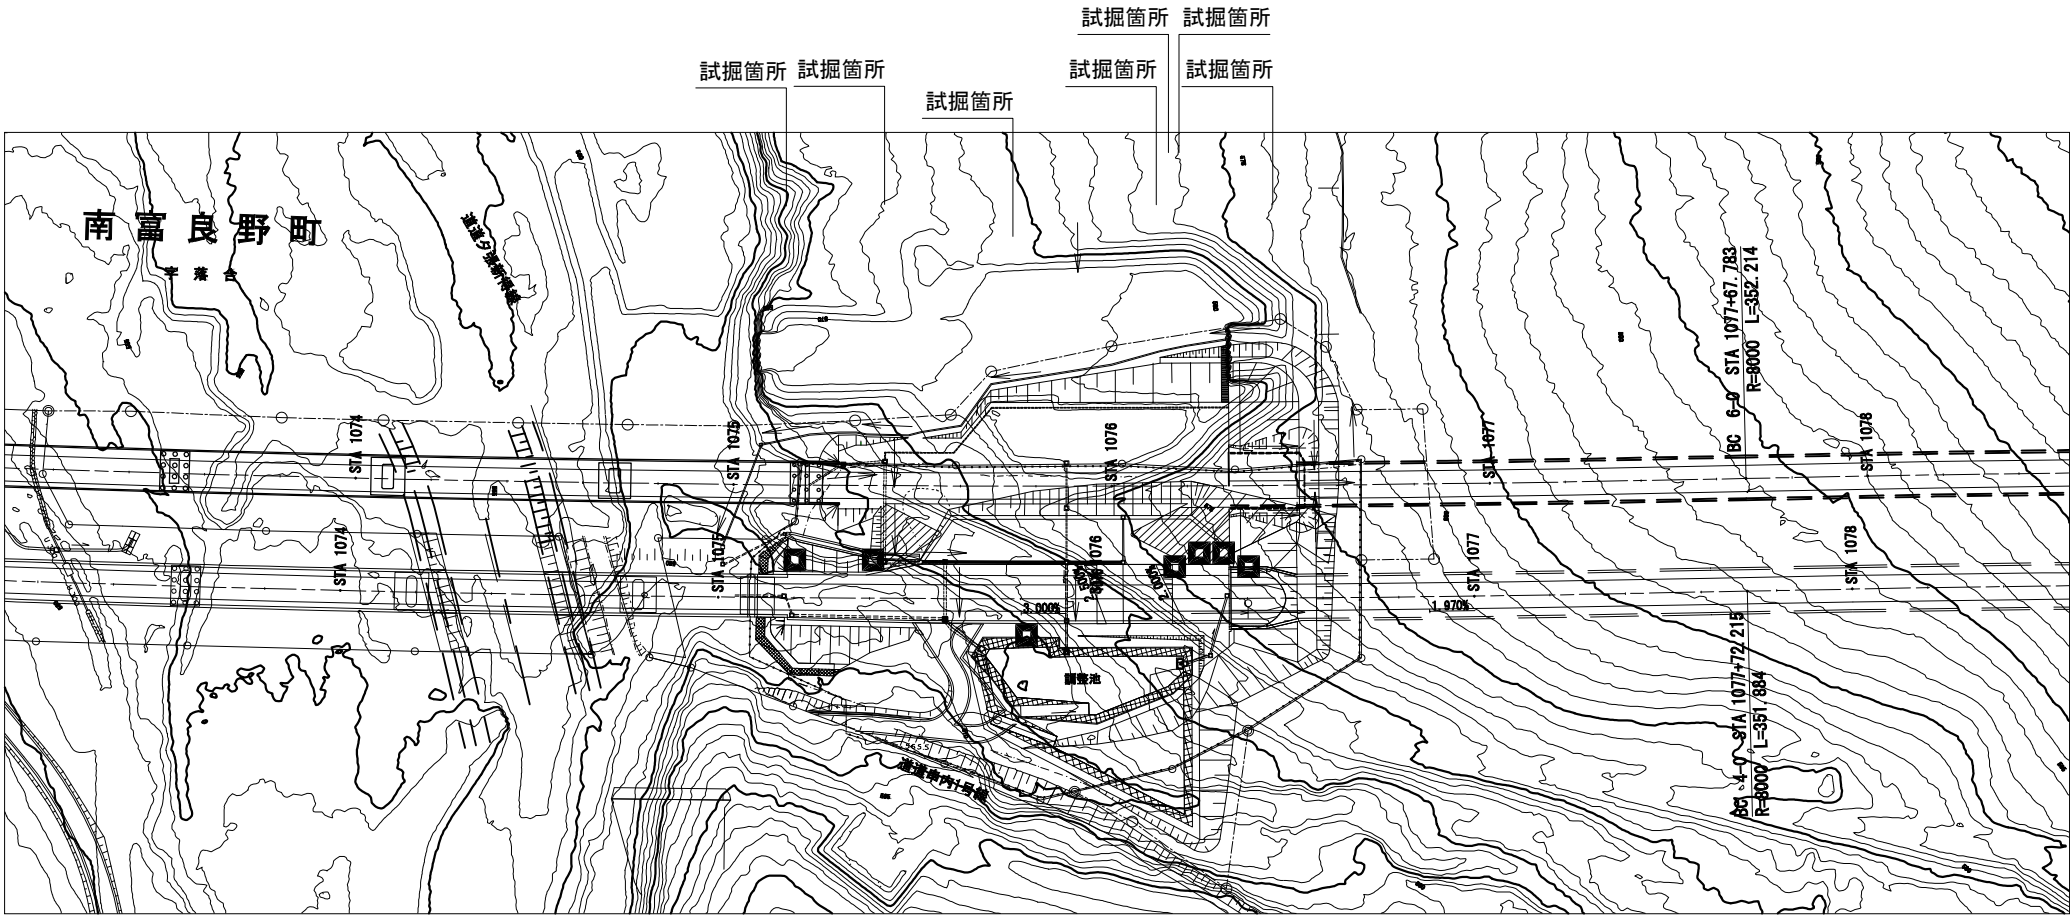 試掘箇所 試掘箇所
試掘箇所 試掘箇所 試掘箇所 試掘箇所
試掘箇所
南富良野町
字落合
STA 1074
STA 1075
STA 1076
STA 1077
STA 1078
BC 6-0 STA 1077+67.783
R=8000 L=352.214
STA 1074
STA 1075
STA 1077
STA 1078
3.000%
1.970%
調整池
BC 4-0 STA 1077+72.215
R=8000 L=351.884